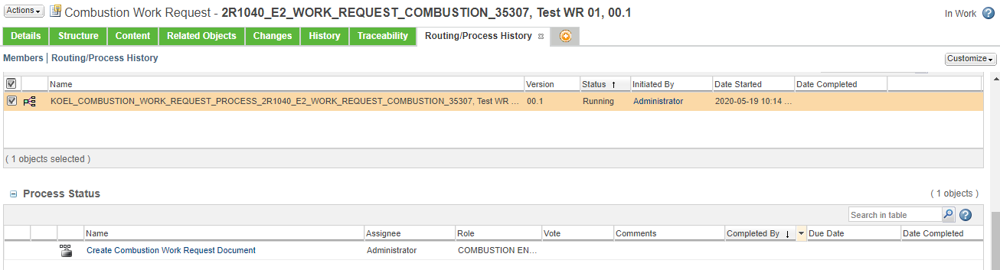 Actions Combustion Work Request - 2R1040_E2_WORK_REQUEST_COMBUSTION_35307, Test WR 01, 00.1 In Work
Details Structure Content Related Objects Changes History Traceability Routing/Process History
Members | Routing/Process History Customize
Name Version Status Initiated By Date Started Date Completed
KOEL_COMBUSTION_WORK_REQUEST_PROCESS_2R1040_E2_WORK_REQUEST_COMBUSTION_35307, Test WR ... 00.1 Running Administrator 2020-05-19 10:14 ...
( 1 objects selected )
Process Status ( 1 objects )
Search in table
Name Assignee Role Vote Comments Completed By Due Date Date Completed
Create Combustion Work Request Document Administrator COMBUSTION EN...